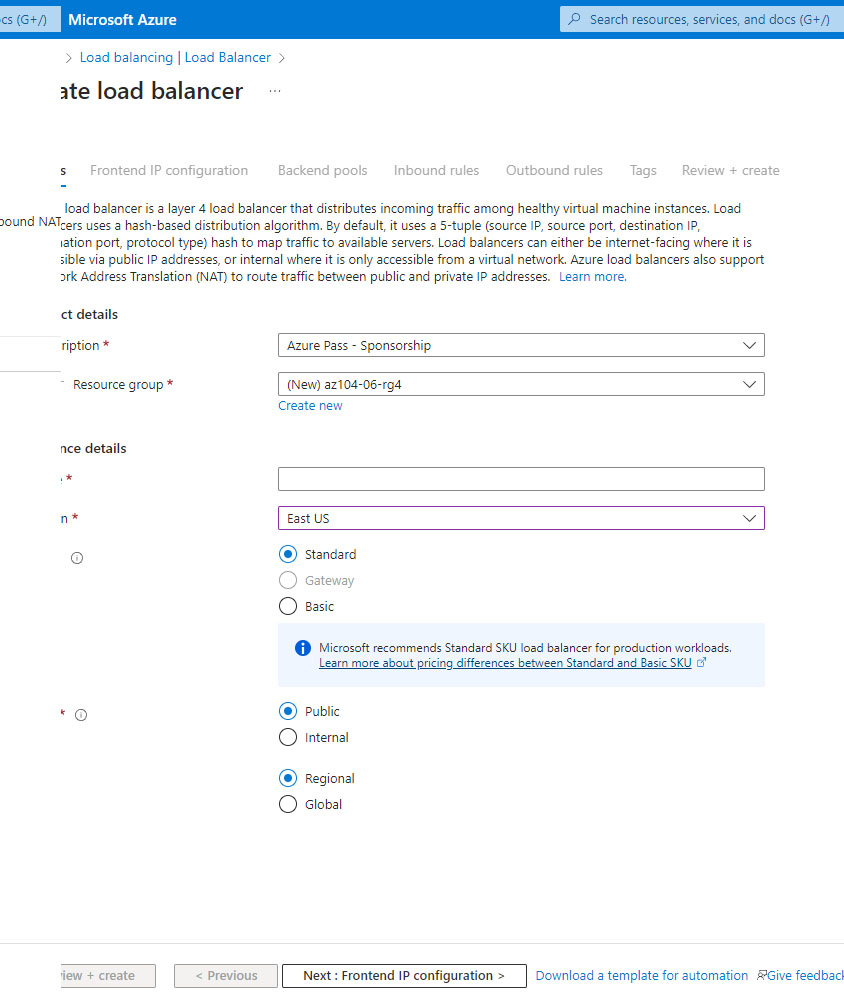 cs (G+/) Microsoft Azure Search resources, services, and docs (G+/)
> Load balancing | Load Balancer >
ate load balancer ...
s Frontend IP configuration Backend pools Inbound rules Outbound rules Tags Review + create
load balancer is a layer 4 load balancer that distributes incoming traffic among healthy virtual machine instances. Load
bound NAT
cers uses a hash-based distribution algorithm. By default, it uses a 5-tuple (source IP, source port, destination IP,
nation port, protocol type) hash to map traffic to available servers. Load balancers can either be internet-facing where it is
sible via public IP addresses, or internal where it is only accessible from a virtual network. Azure load balancers also support
ork Address Translation (NAT) to route traffic between public and private IP addresses. Learn more.
ct details
ription * Azure Pass - Sponsorship
Resource group * (New) az104-06-rg4
Create new
nce details
*
n * East US
Standard
Gateway
Basic
Microsoft recommends Standard SKU load balancer for production workloads.
Learn more about pricing differences between Standard and Basic SKU
* Public
Internal
Regional
Global
view + create < Previous Next : Frontend IP configuration > Download a template for automation Give feedback